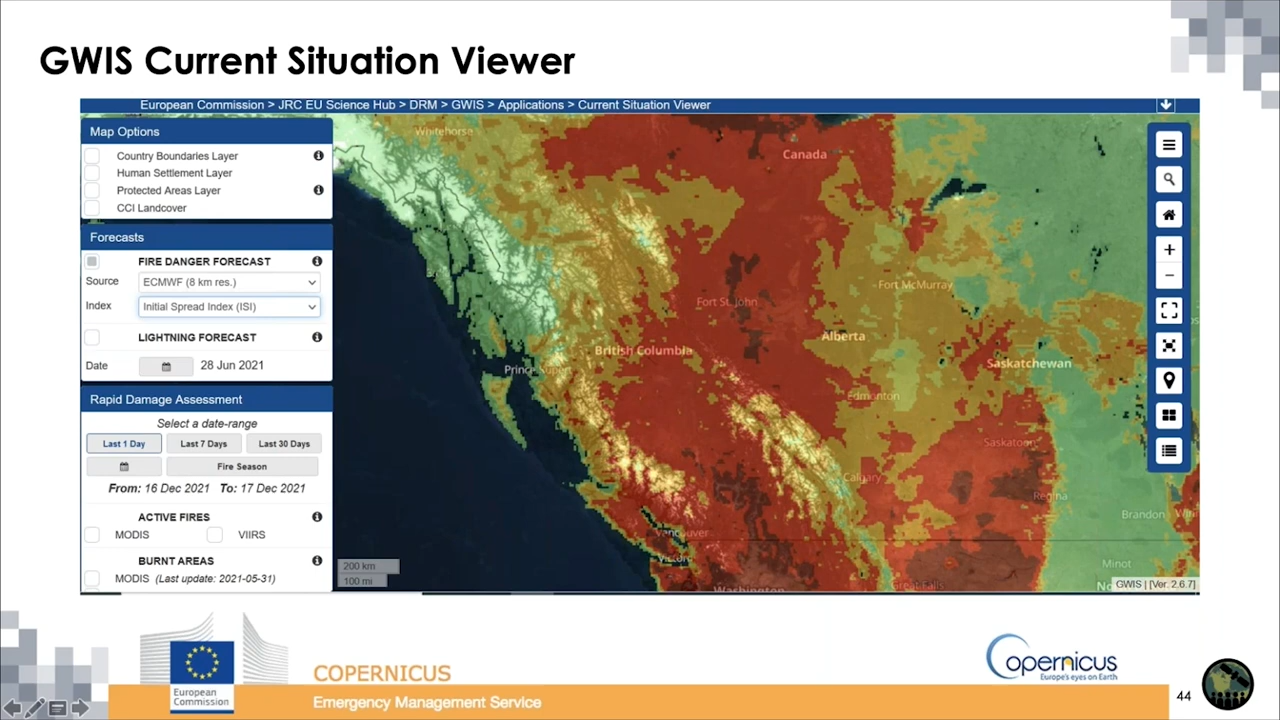 GWIS Current Situation Viewer
European Commission > JRC EU Science Hub > DRM > GWIS > Applications > Current Situation Viewer
Map Options
Country Boundaries Layer
Human Settlement Layer
Protected Areas Layer
CCI Landcover
Forecasts
FIRE DANGER FORECAST
Source ECMWF (8 km res.)
Index Initial Spread Index (ISI)
LIGHTNING FORECAST
Date 28 Jun 2021
Rapid Damage Assessment
Select a date-range
Last 1 Day Last 7 Days Last 30 Days
Fire Season
From: 16 Dec 2021 To: 17 Dec 2021
ACTIVE FIRES
MODIS VIIRS
BURNT AREAS
MODIS (Last update: 2021-05-31)
Whitehorse
Canada
Fort McMurray
Fort St. John
Alberta
British Columbia
Saskatchewan
Prince Rupert
Edmonton
Saskatoon
Calgary
Regina
Brandon
Vancouver
Minot
200 km
100 mi
Washington
Great Falls
GWIS | [Ver. 2.6.7]
European
Commission
COPERNICUS
Emergency Management Service
opernicus
Europe's eyes on Earth
44